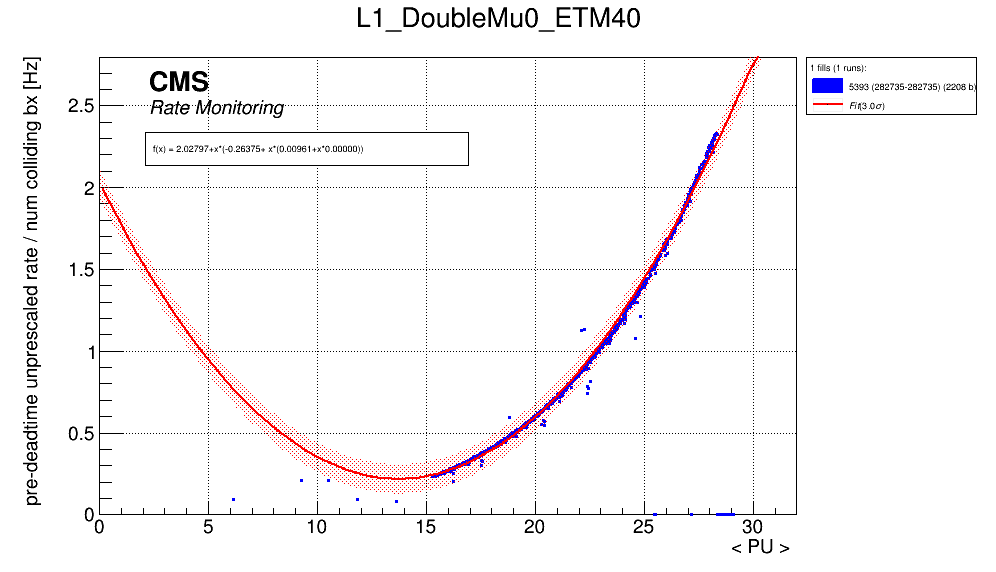 L1_DoubleMu0_ETM40
pre-deadtime unprescaled rate / num colliding bx [Hz]
CMS
Rate Monitoring
f(x) = 2.02797+x*(-0.26375+ x*(0.00961+x*0.00000))
2.5
2
1.5
1
0.5
0
0 5 10 15 20 25 30
< PU >
1 fills (1 runs):
5393 (282735-282735) (2208 b)
Fit(3.0σ)